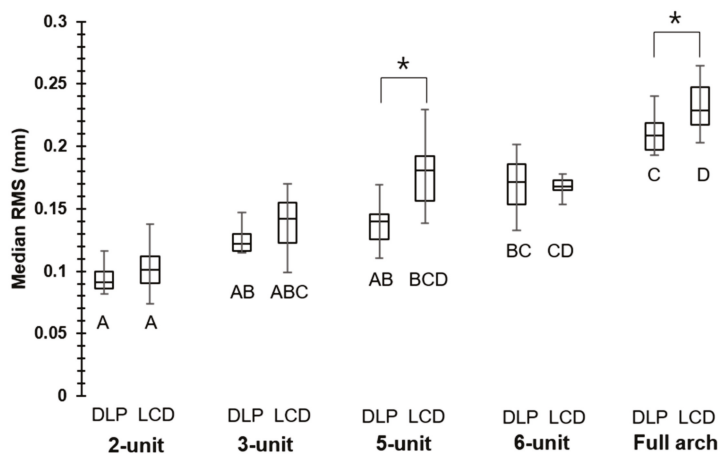 Median RMS (mm)
0.3
0.25
0.2
0.15
0.1
0.05
0
*
*
A A
AB ABC
AB BCD
BC CD
C D
DLP LCD DLP LCD DLP LCD DLP LCD DLP LCD
2-unit 3-unit 5-unit 6-unit Full arch